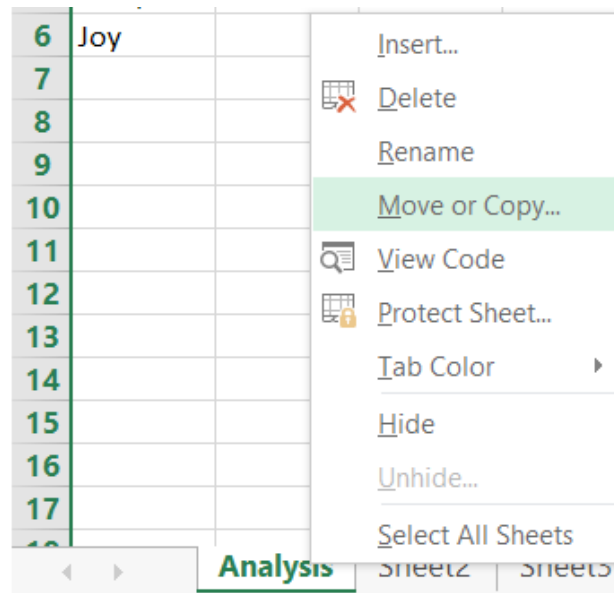 6 Joy
7
8
9
10
11
12
13
14
15
16
17
Insert...
Delete
Rename
Move or Copy...
View Code
Protect Sheet...
Tab Color
Hide
Unhide...
Select All Sheets
Analysis Sheet2 Sheet3